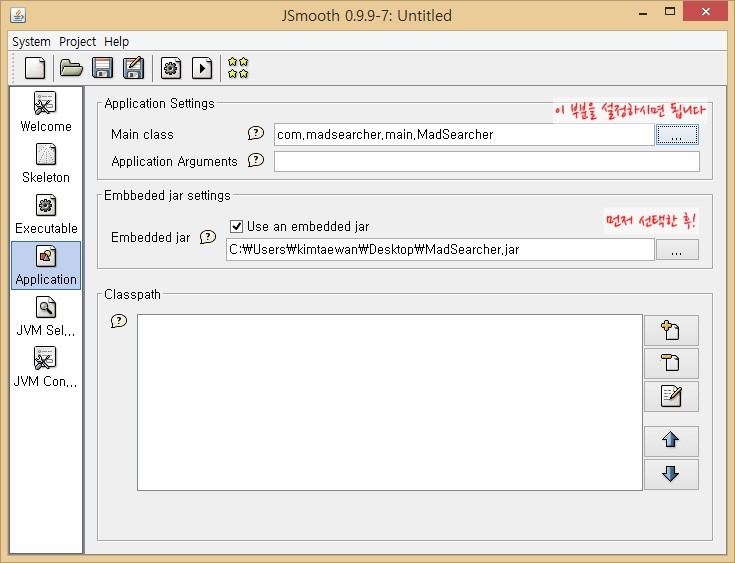 JSmooth 0.9.9-7: Untitled
System Project Help
Welcome
Skeleton
Executable
Application
JVM Sel...
JVM Con...
Application Settings
이 부분을 설정하시면 됩니다
Main class
com.madsearcher.main.MadSearcher
...
Application Arguments
Embbeded jar settings
먼저 선택한 후!
Use an embedded jar
Embedded jar
C:₩Users₩kimtaewan₩Desktop₩MadSearcher.jar
...
Classpath